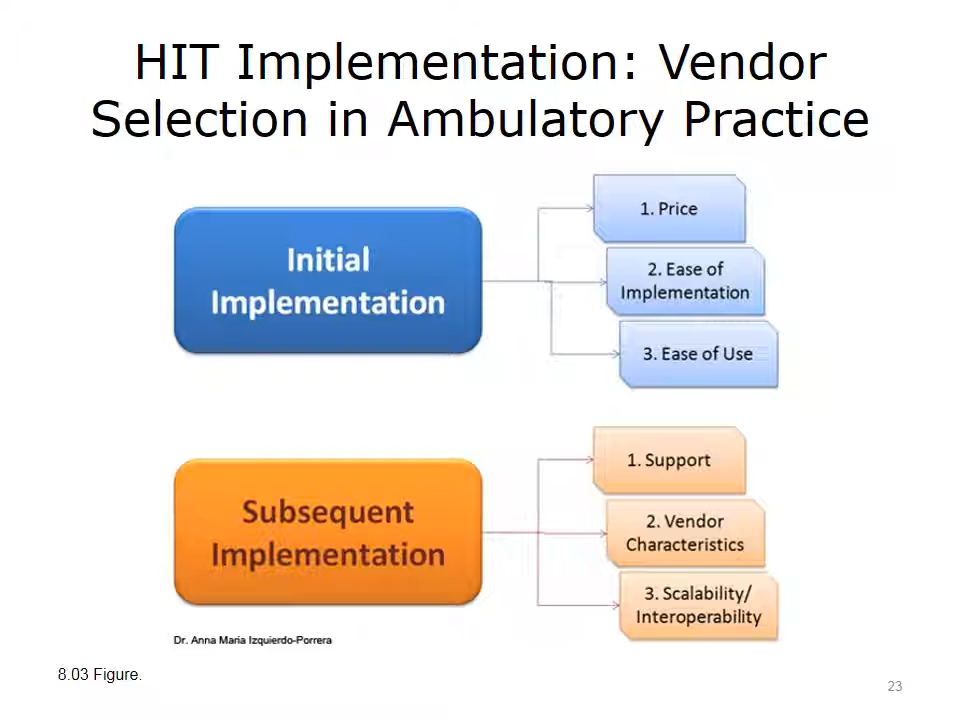 HIT Implementation: Vendor
Selection in Ambulatory Practice
Initial
Implementation
1. Price
2. Ease of
Implementation
3. Ease of Use
Subsequent
Implementation
1. Support
2. Vendor
Characteristics
3. Scalability/
Interoperability
Dr. Anna Maria Izquierdo-Porrera
8.03 Figure.
23